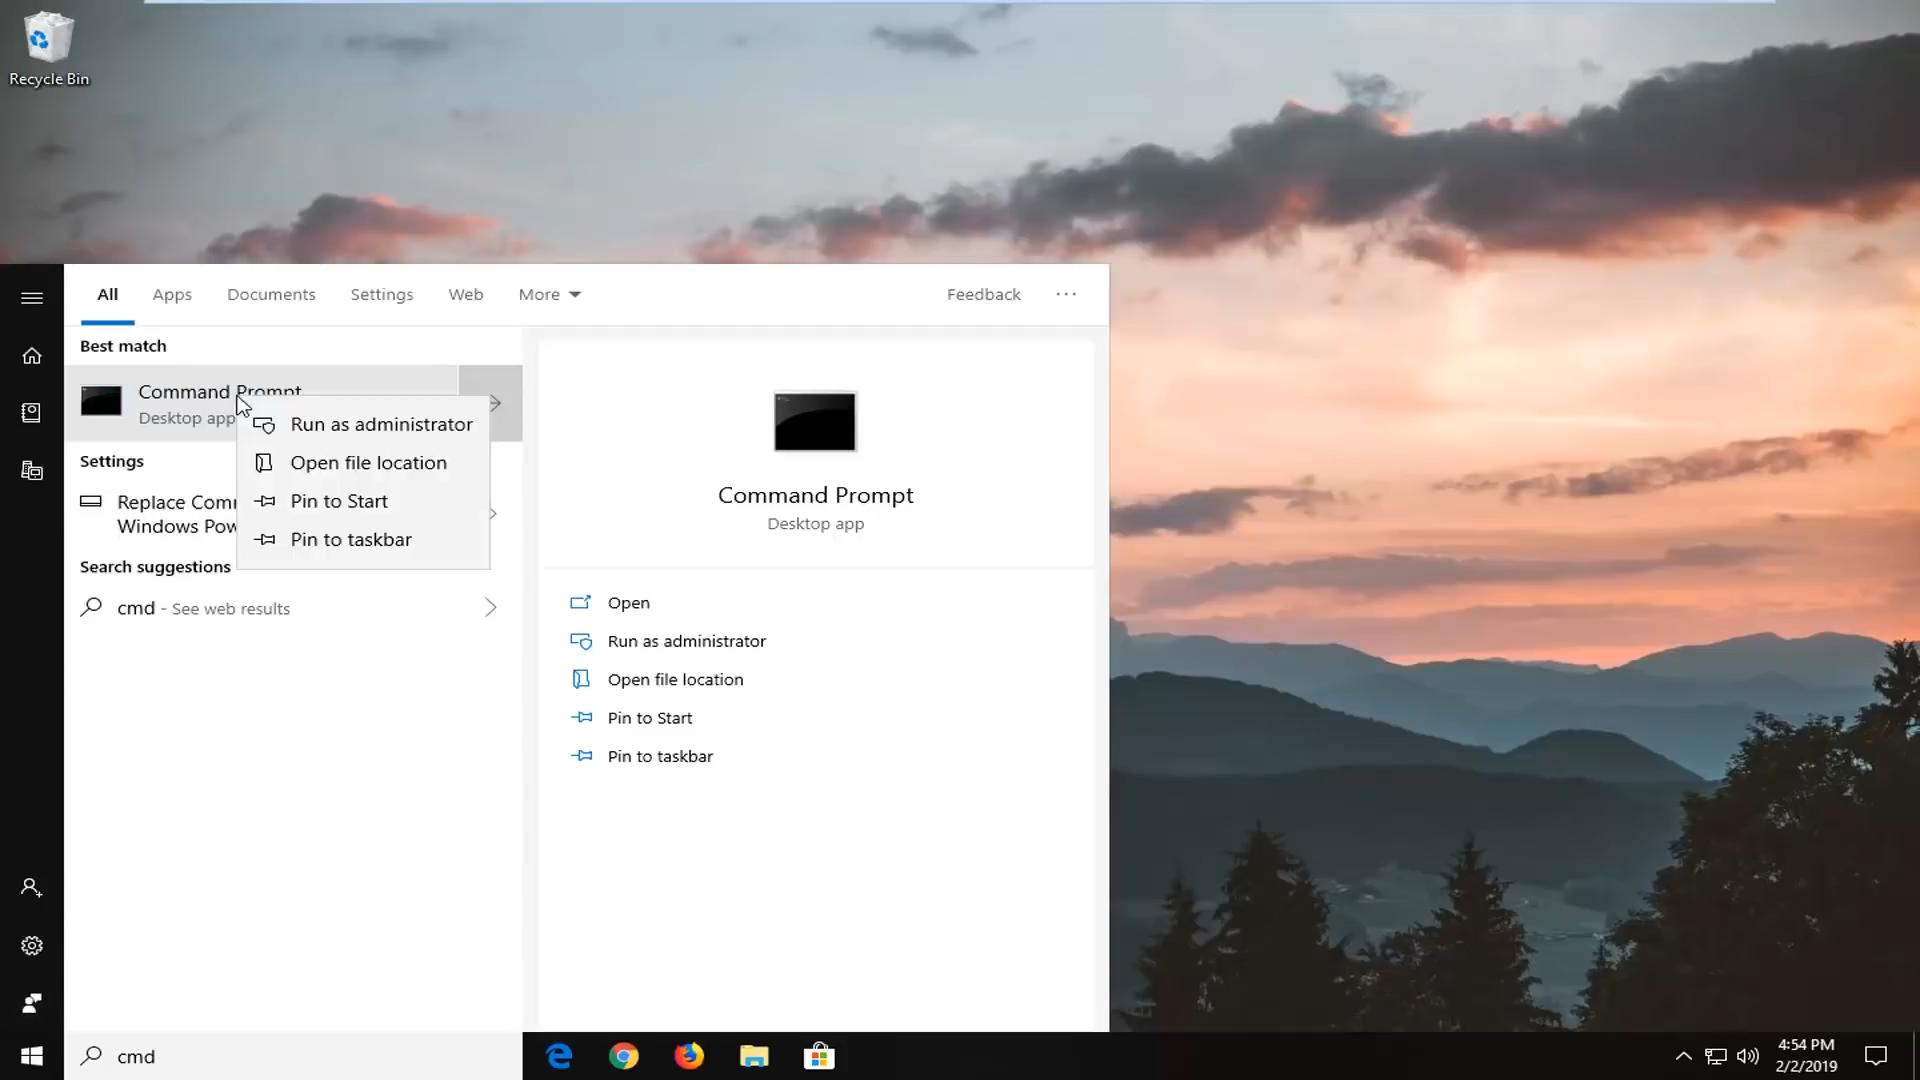 Recycle Bin
All
Apps
Documents
Settings
Web
More
Feedback
Best match
Command Prompt
Desktop app
Run as administrator
Open file location
Pin to Start
Pin to taskbar
Settings
Replace Com
Windows Pow
Search suggestions
cmd - See web results
Command Prompt
Desktop app
Open
Run as administrator
Open file location
Pin to Start
Pin to taskbar
cmd
4:54 PM
2/2/2019